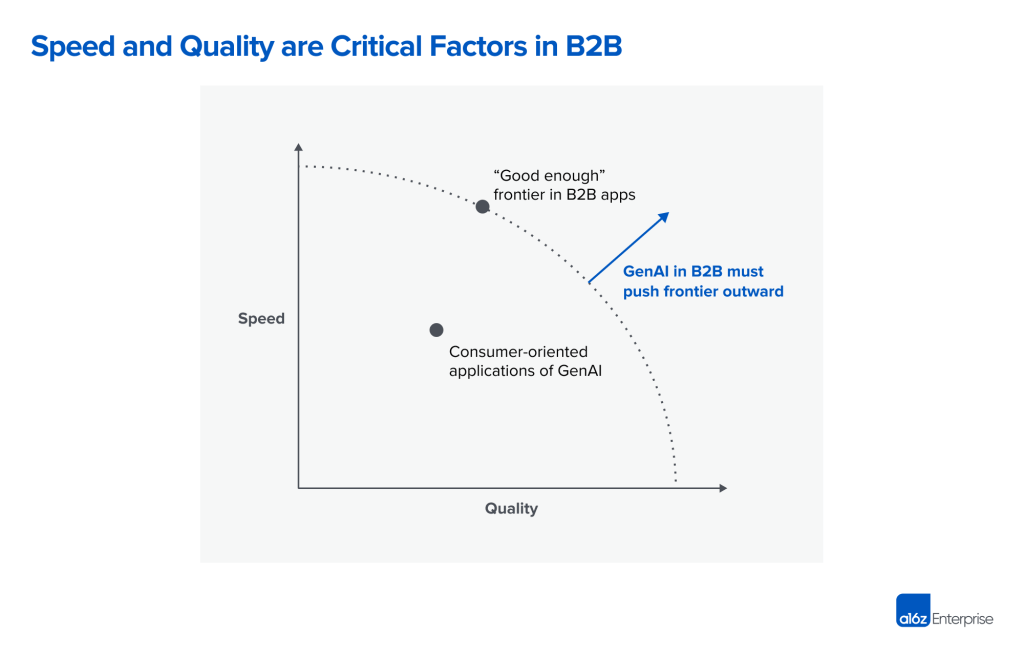 Speed and Quality are Critical Factors in B2B
“Good enough”
frontier in B2B apps
GenAI in B2B must
push frontier outward
Speed
Consumer-oriented
applications of GenAI
Quality
a16z Enterprise